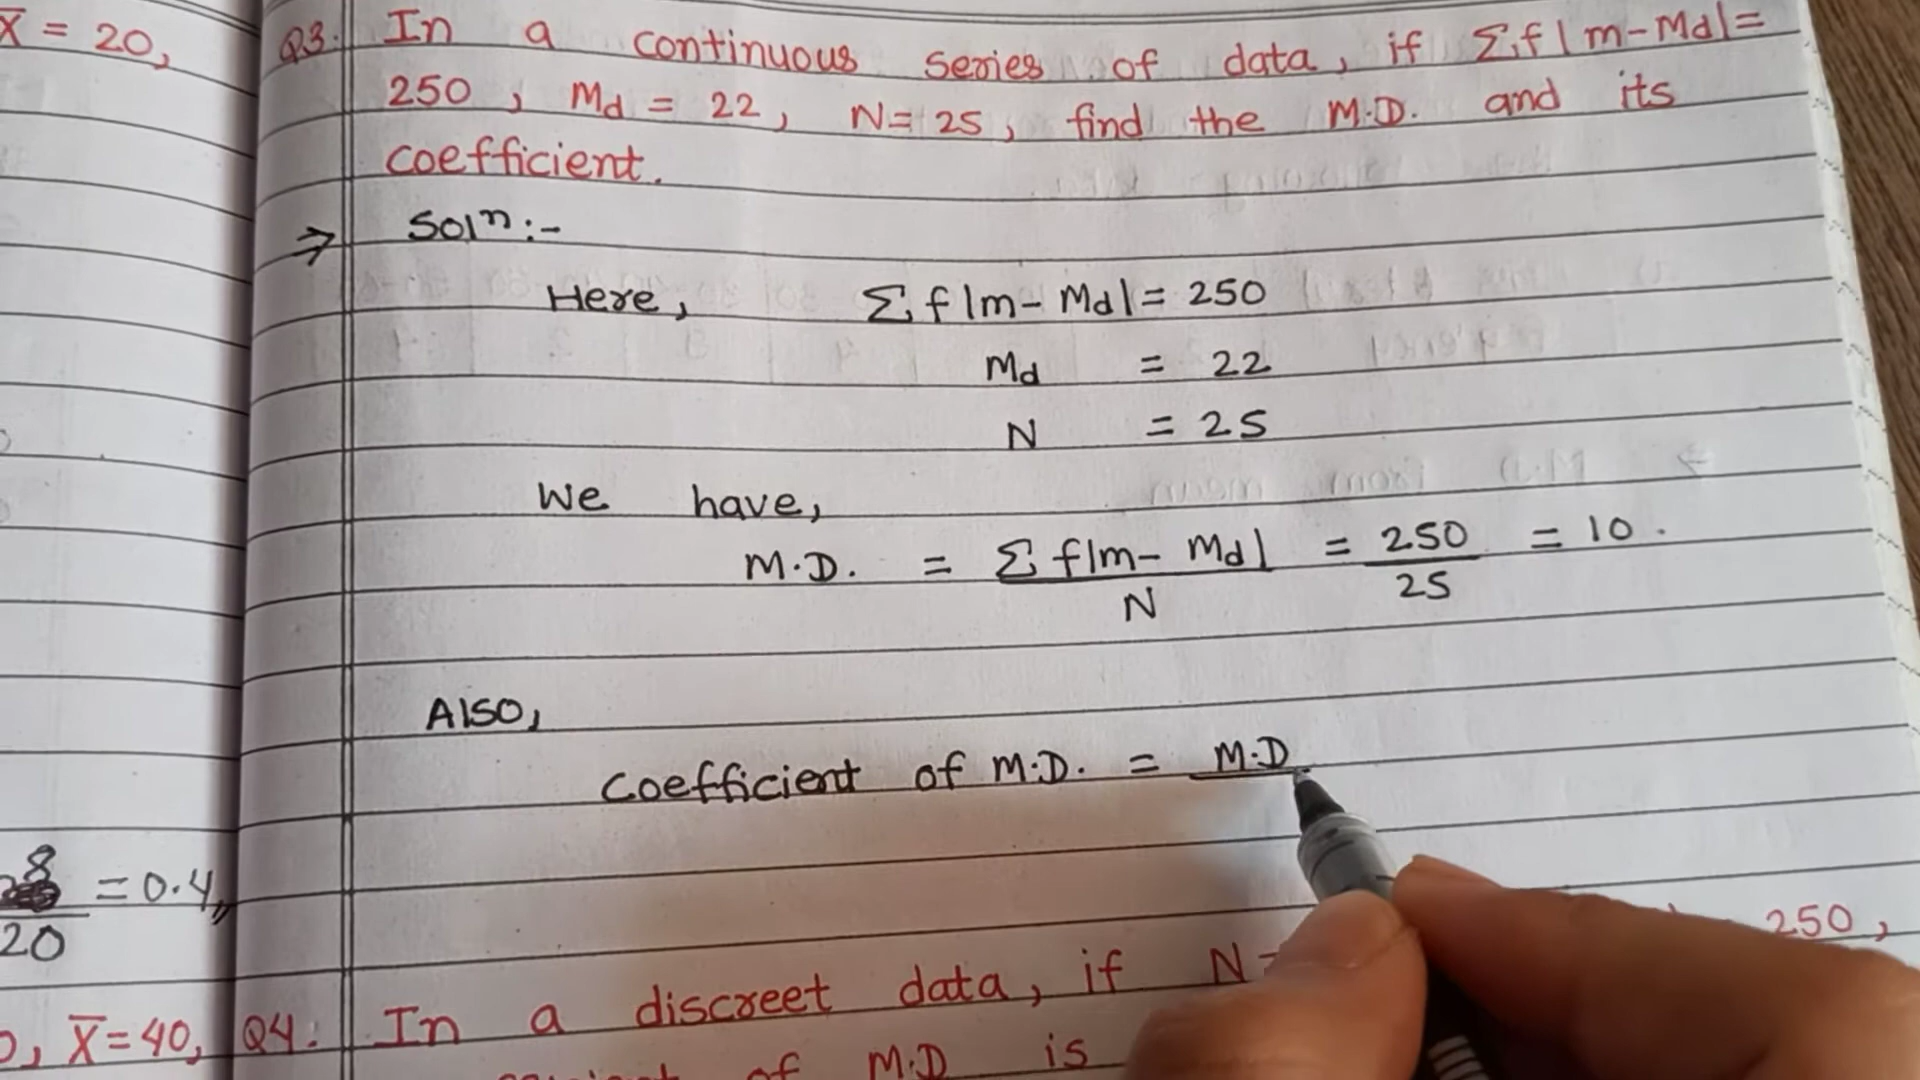 X̄ = 20,
Q3. In a continuous series of data, if Σf|m-Md|=
250, Md = 22, N= 25, find the M.D. and its
coefficient.
⇒ Solⁿ:-
Here, Σf|m- Md|= 250
Md = 22
N = 25
We have,
M.D. = Σf|m- Md| / N = 250 / 25 = 10.
Also,
coefficient of M.D. = M.D
8 / 20 = 0.4
250,
Q4. In a discreet data, if N
X̄=40,
of M.D is